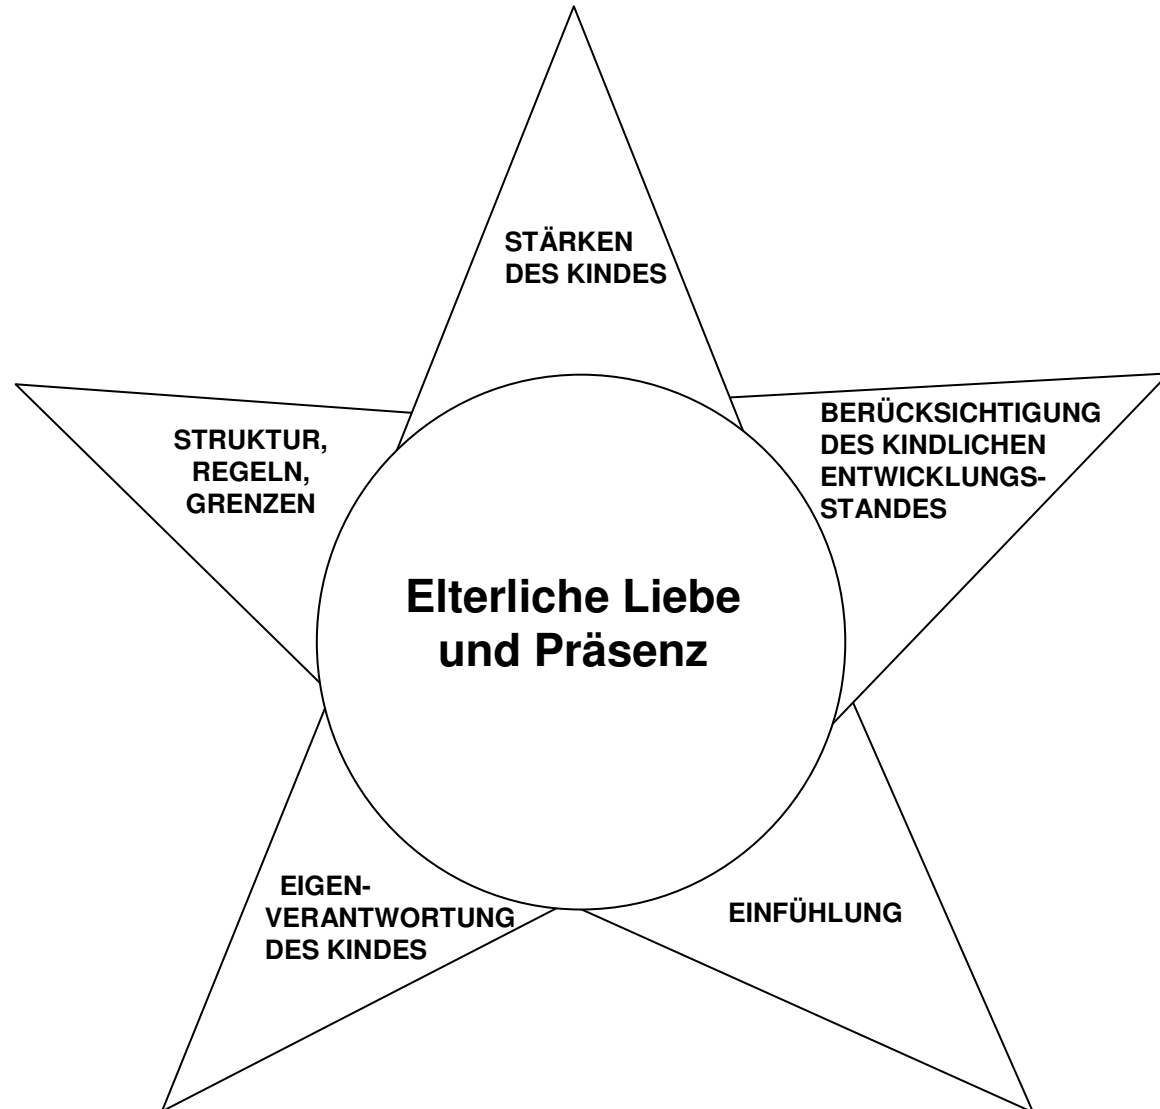 STÄRKEN
DES KINDES
STRUKTUR,
REGELN,
GRENZEN
BERÜCKSICHTIGUNG
DES KINDLICHEN
ENTWICKLUNGS-
STANDES
Elterliche Liebe
und Präsenz
EIGEN-
VERANTWORTUNG
DES KINDES
EINFÜHLUNG